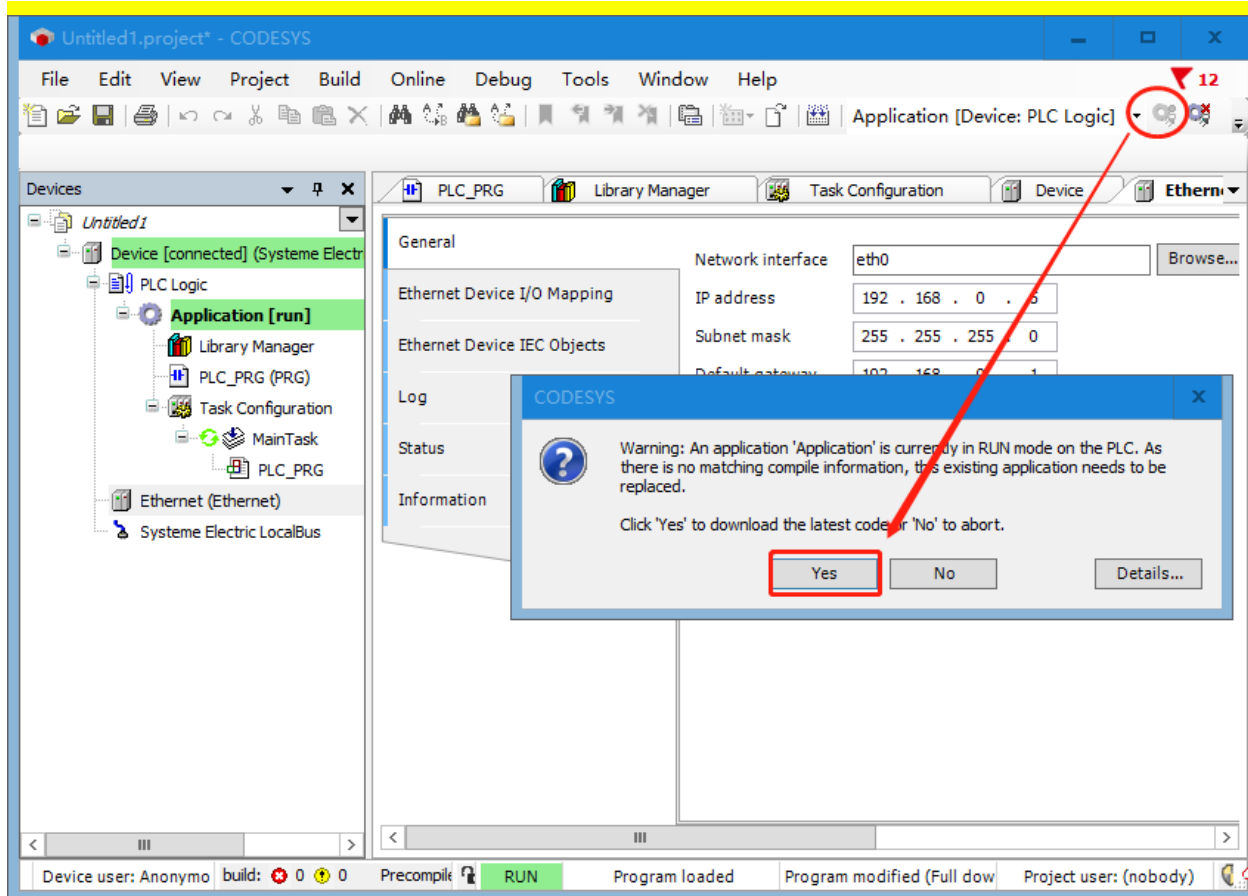 Untitled1.project* - CODESYS
File Edit View Project Build Online Debug Tools Window Help
12
Application [Device: PLC Logic]
Devices
PLC_PRG Library Manager Task Configuration Device Ethern
Untitled1
Device [connected] (Systeme Electr
PLC Logic
Application [run]
Library Manager
PLC_PRG (PRG)
Task Configuration
MainTask
PLC_PRG
Ethernet (Ethernet)
Systeme Electric LocalBus
General
Ethernet Device I/O Mapping
Ethernet Device IEC Objects
Log
Status
Information
Network interface eth0 Browse...
IP address 192 . 168 . 0 .
Subnet mask 255 . 255 . 255 . 0
Default gateway 192 168 0 1
CODESYS
Warning: An application 'Application' is currently in RUN mode on the PLC. As
there is no matching compile information, this existing application needs to be
replaced.
Click 'Yes' to download the latest code or 'No' to abort.
Yes No Details...
Device user: Anonymo build: 0 0 Precompile RUN Program loaded Program modified (Full dow Project user: (nobody)